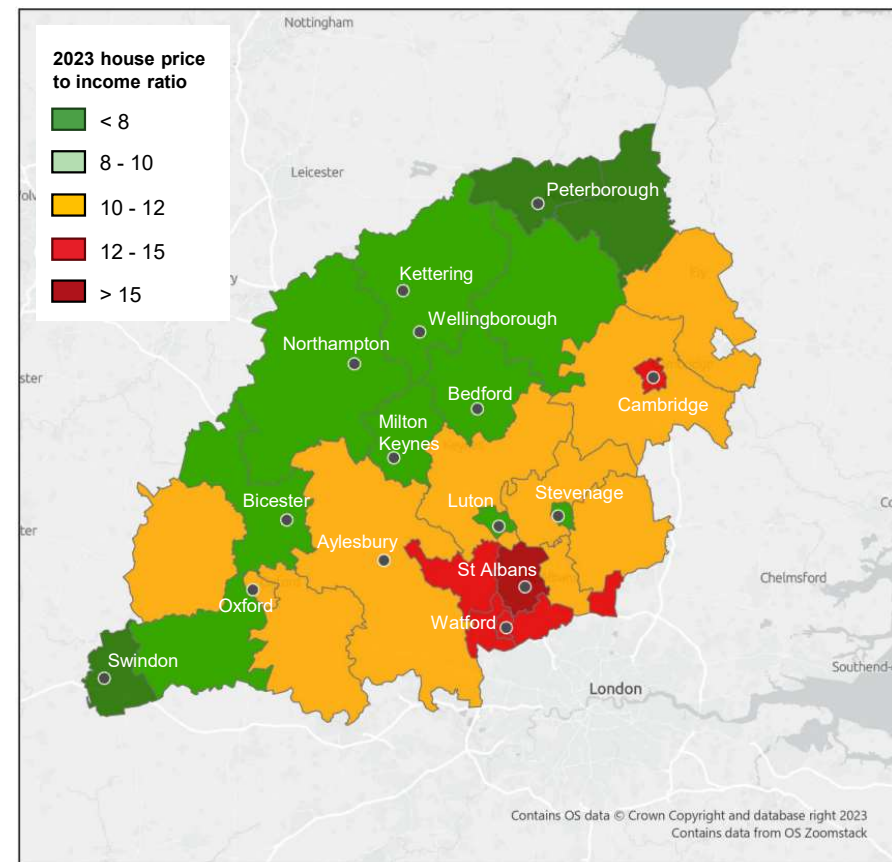 Nottingham
2023 house price
to income ratio
< 8
8 - 10
10 - 12
12 - 15
> 15
Leicester
Peterborough
Kettering
Wellingborough
Northampton
Bedford
Cambridge
Milton
Keynes
Bicester
Luton
Stevenage
Aylesbury
St Albans
Chelmsford
Oxford
Watford
Swindon
London
Southend-
Contains OS data © Crown Copyright and database right 2023
Contains data from OS Zoomstack